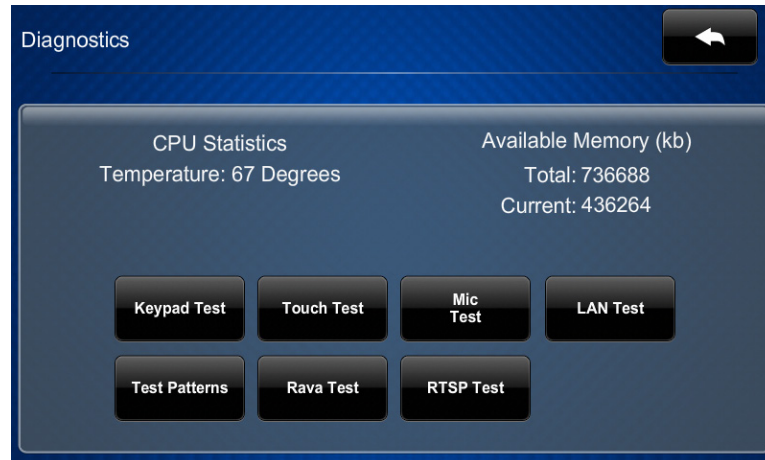 Diagnostics
CPU Statistics
Temperature: 67 Degrees
Available Memory (kb)
Total: 736688
Current: 436264
Keypad Test
Touch Test
Mic
Test
LAN Test
Test Patterns
Rava Test
RTSP Test